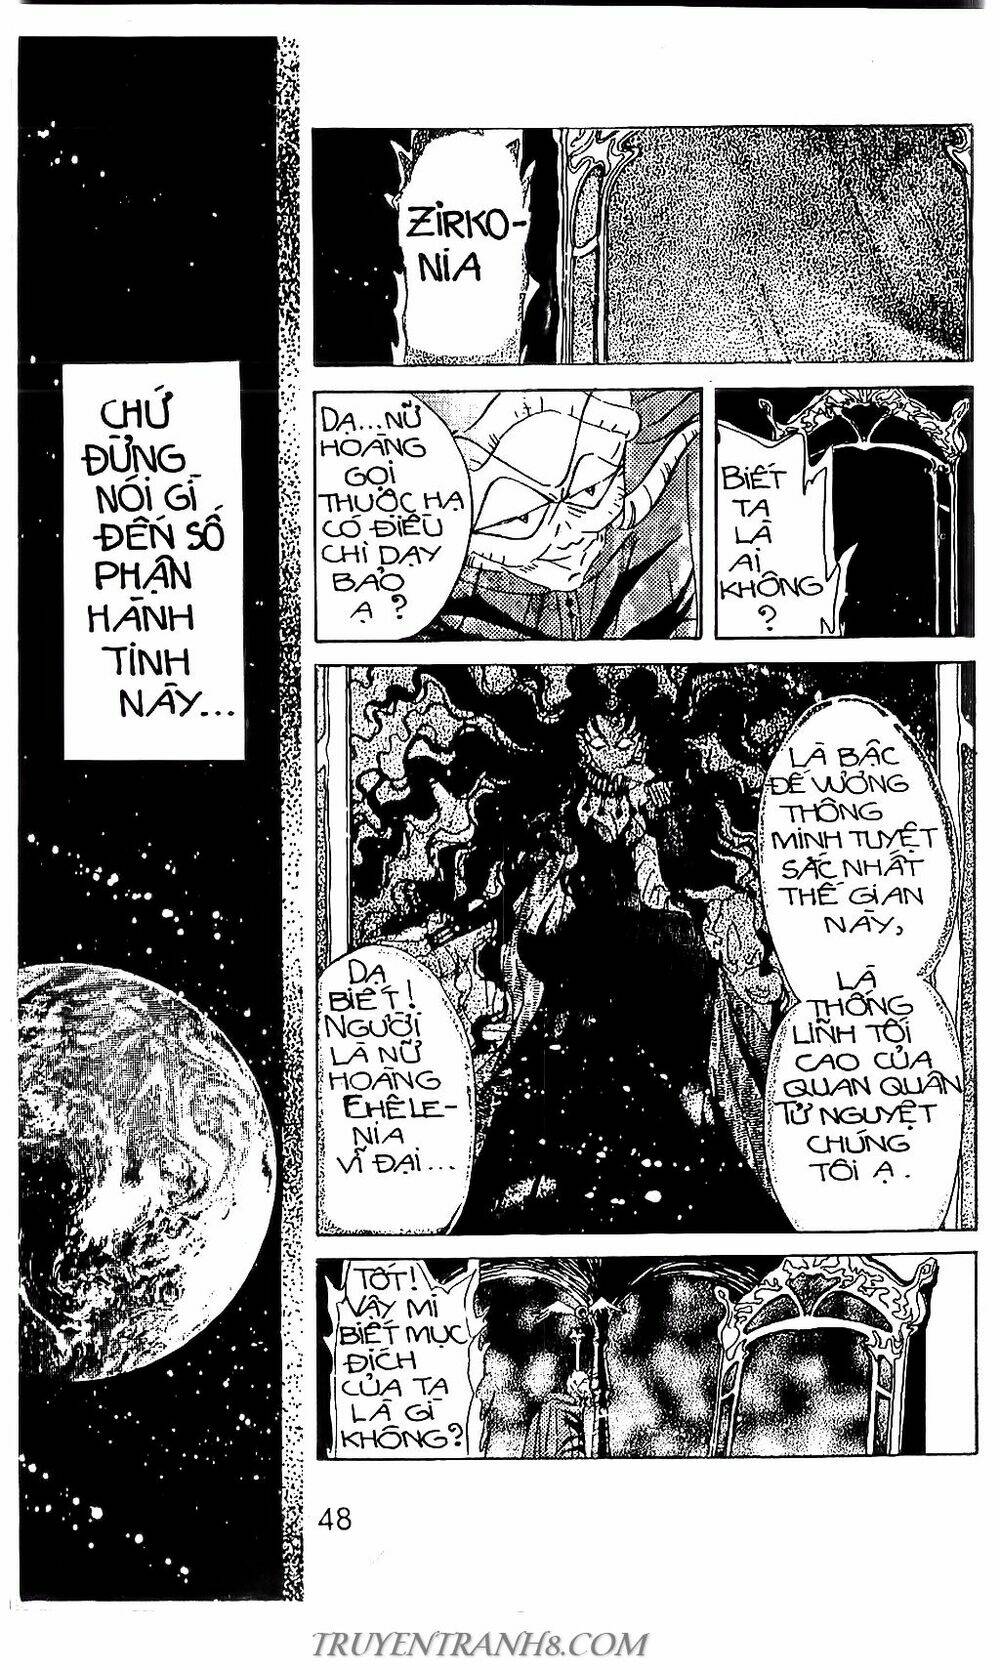 CHỨ
ĐỪNG
NÓI GÌ
ĐẾN SỐ
PHẬN
HÀNH
TINH
NÀY...
ZIRKO-
NIA
DẠ...NỮ
HOÀNG
GỌI
THUỘC HẠ
CÓ ĐIỀU
CHỈ DẠY
BẢO
Ạ?
BIẾT
TA
LÀ
AI
KHÔNG
?
LÀ BẬC
ĐẾ VƯƠNG
THÔNG
MINH TUYỆT
SẮC NHẤT
THẾ GIAN
NÀY,
LÀ
THỐNG
LĨNH TỐI
CAO CỦA
QUAN QUÂN
TỬ NGUYỆT
CHÚNG
TÔI Ạ.
DẠ
BIẾT!
NGƯỜI
LÀ NỮ
HOÀNG
EHÊLE-
NIA
VĨ ĐẠI...
TỐT!
VẬY MI
BIẾT MỤC
ĐÍCH
CỦA TA
LÀ GÌ
KHÔNG?
48
TRUYENTRANH8.COM